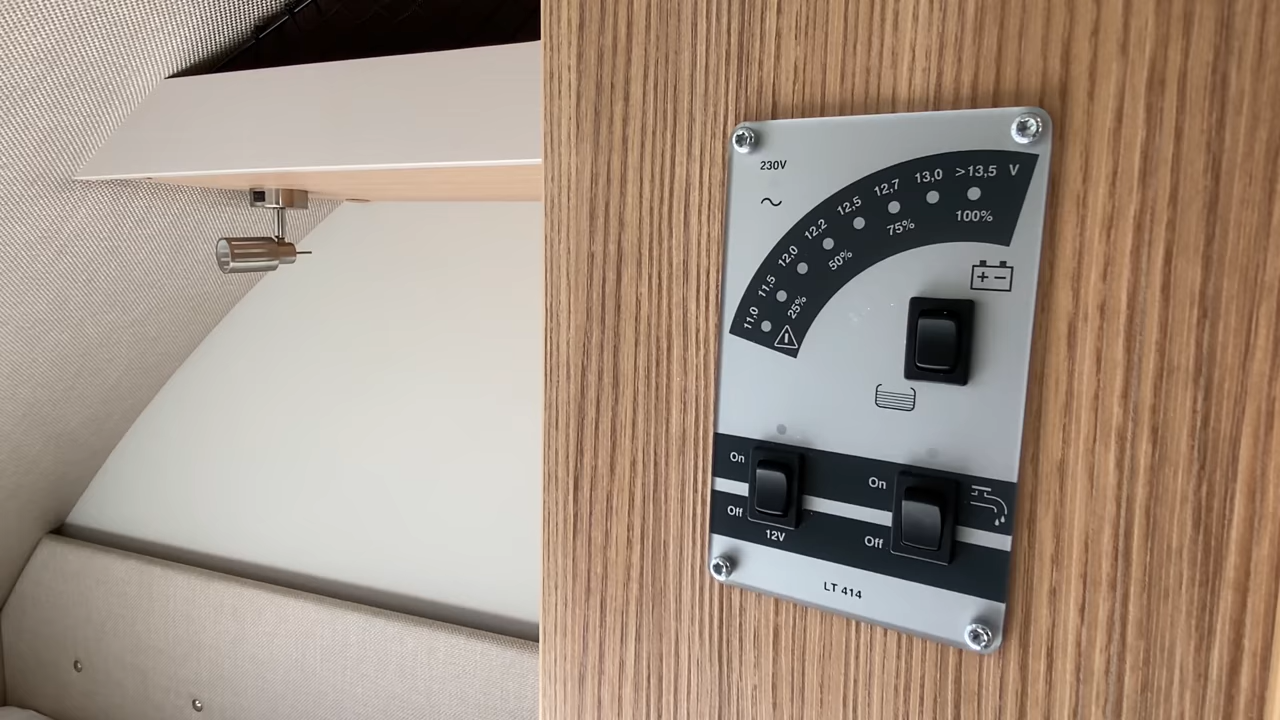 230V
11,0 11,5 12,0 12,2 12,5 12,7 13,0 >13,5 V
25% 50% 75% 100%
On
Off
12V
On
Off
LT 414